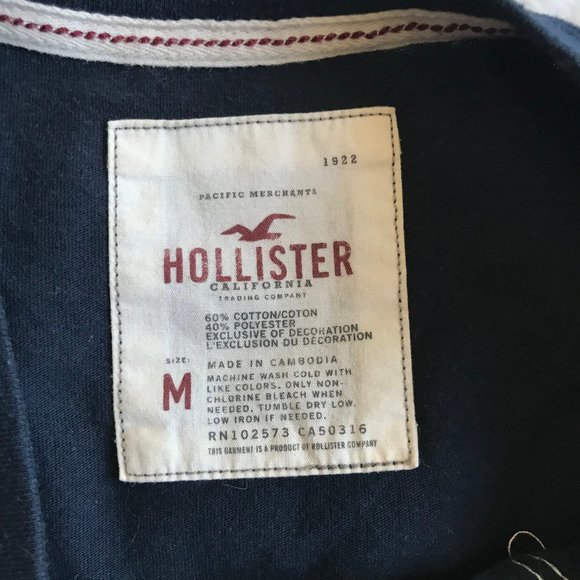 1922
PACIFIC MERCHANTS
HOLLISTER
CALIFORNIA
TRADING COMPANY
60% COTTON/COTON
40% POLYESTER
EXCLUSIVE OF DECORATION
L'EXCLUSION DU DÉCORATION
SIZE:
M
MADE IN CAMBODIA
MACHINE WASH COLD WITH
LIKE COLORS. ONLY NON-
CHLORINE BLEACH WHEN
NEEDED. TUMBLE DRY LOW.
LOW IRON IF NEEDED.
RN102573 CA50316
THIS GARMENT IS A PRODUCT OF HOLLISTER COMPANY